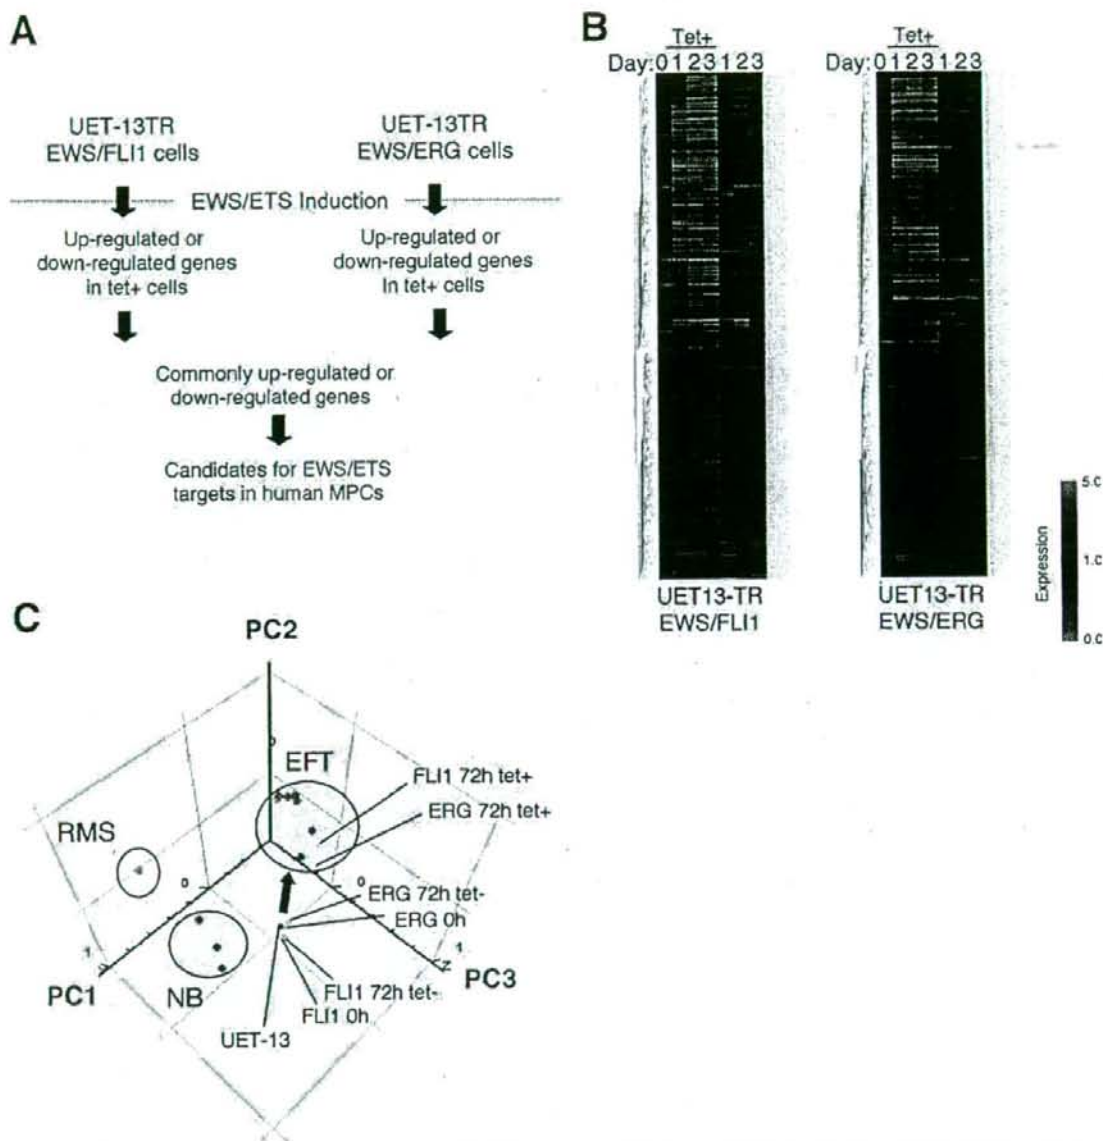 A
UET-13TR
EWS/FLI1 cells
UET-13TR
EWS/ERG cells
EWS/ETS Induction
Up-regulated or
down-regulated genes
in tet+ cells
Up-regulated or
down-regulated genes
In tet+ cells
Commonly up-regulated or
down-regulated genes
Candidates for EWS/ETS
targets in human MPCs
B
Tet+
Day:0 1 2 3 1 2 3
Tet+
Day:0 1 2 3 1 2 3
UET13-TR
EWS/FLI1
UET13-TR
EWS/ERG
Expression
5.0
1.0
0.0
C
PC2
EFT
FLI1 72h tet+
ERG 72h tet+
RMS
ERG 72h tet-
ERG 0h
PC1
NB
PC3
FLI1 72h tet-
FLI1 0h
UET-13